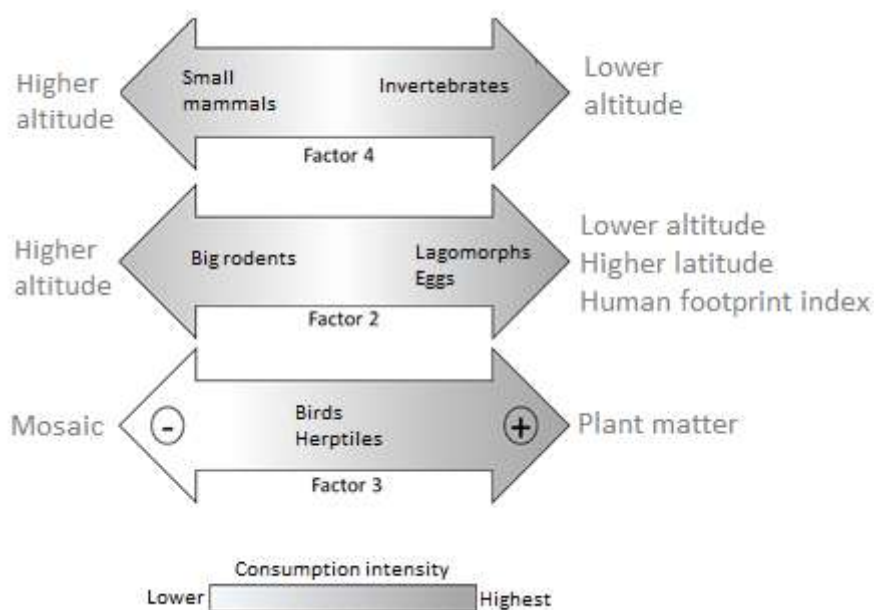 Higher
altitude
Small
mammals
Invertebrates
Lower
altitude
Factor 4
Higher
altitude
Big rodents
Lagomorphs
Eggs
Lower altitude
Higher latitude
Human footprint index
Factor 2
Mosaic
-
Birds
Herptiles
+
Plant matter
Factor 3
Consumption intensity
Lower
Highest